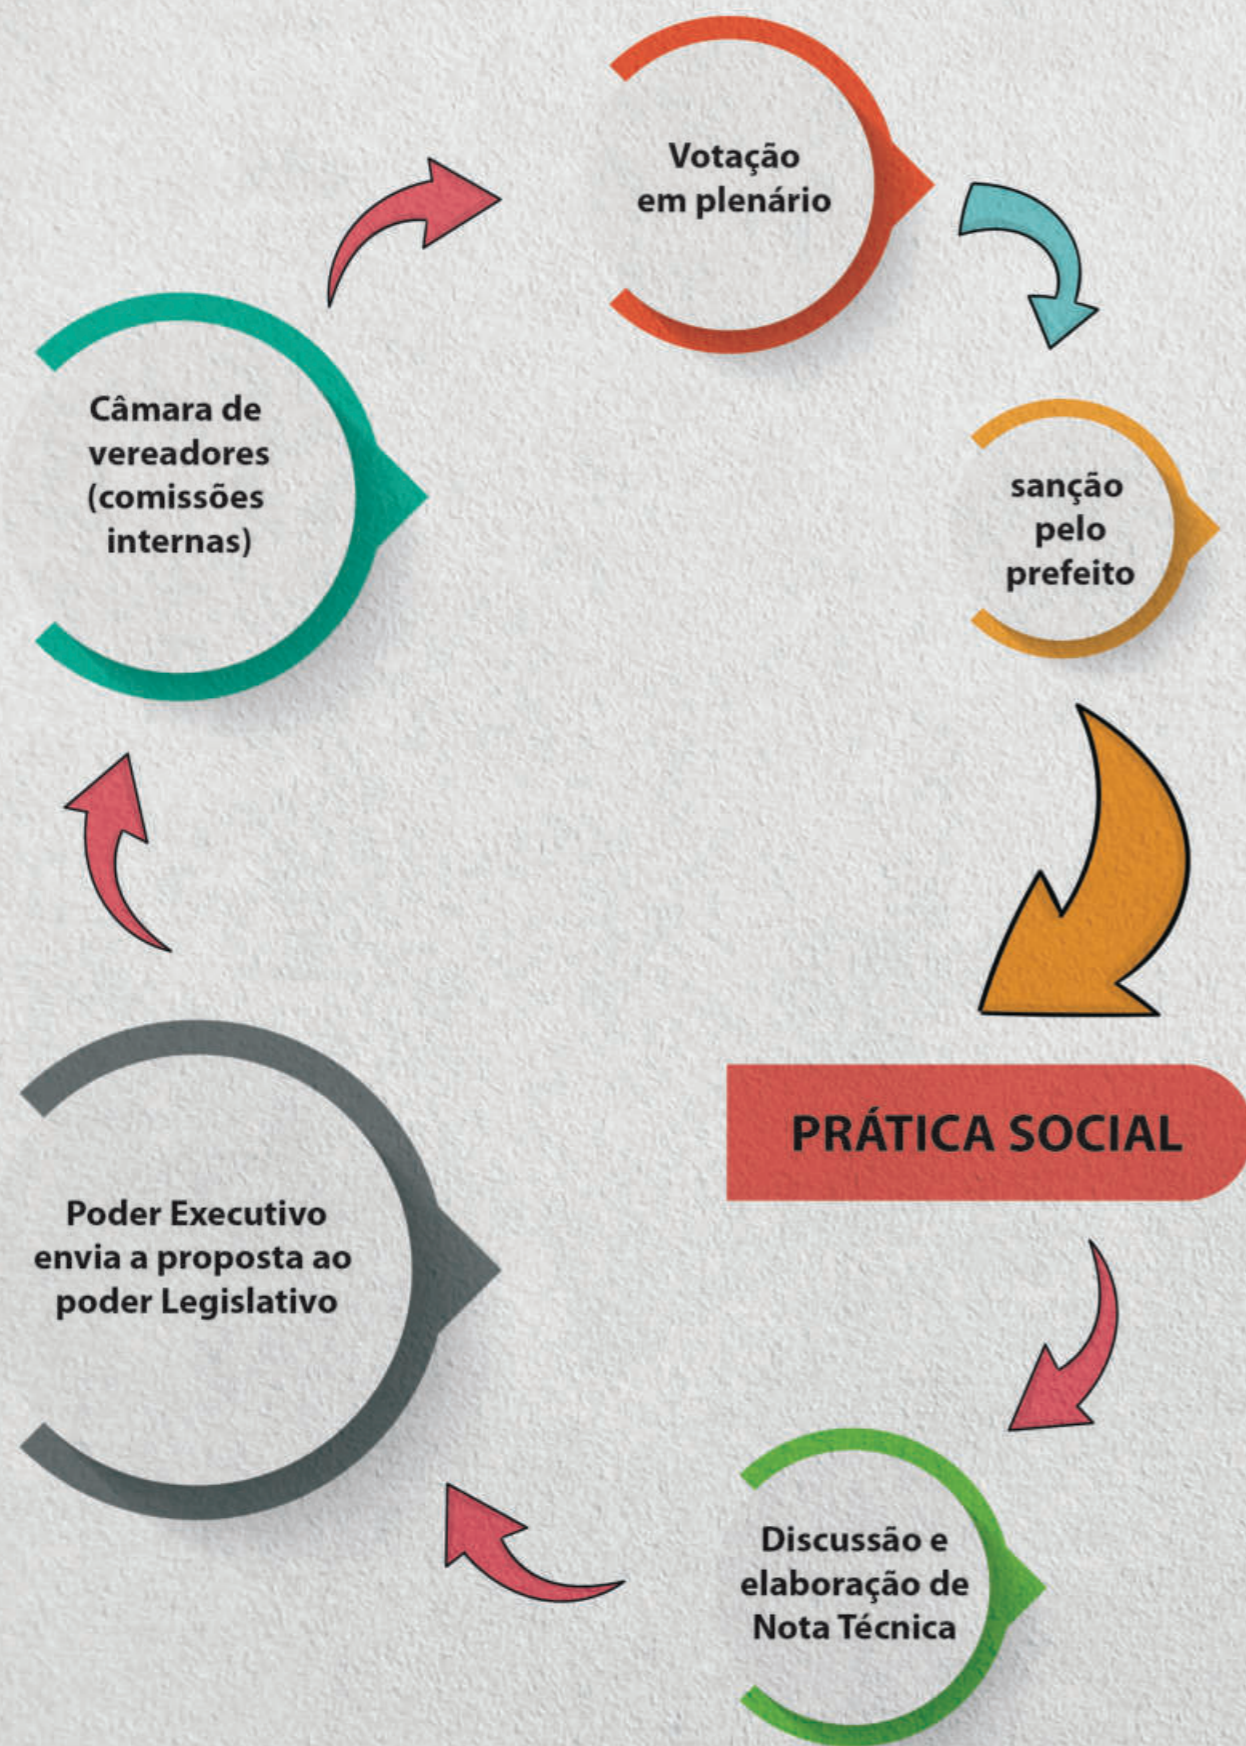 Votação
em plenário
Câmara de
vereadores
(comissões
internas)
sanção
pelo
prefeito
PRÁTICA SOCIAL
Poder Executivo
envia a proposta ao
poder Legislativo
Discussão e
elaboração de
Nota Técnica